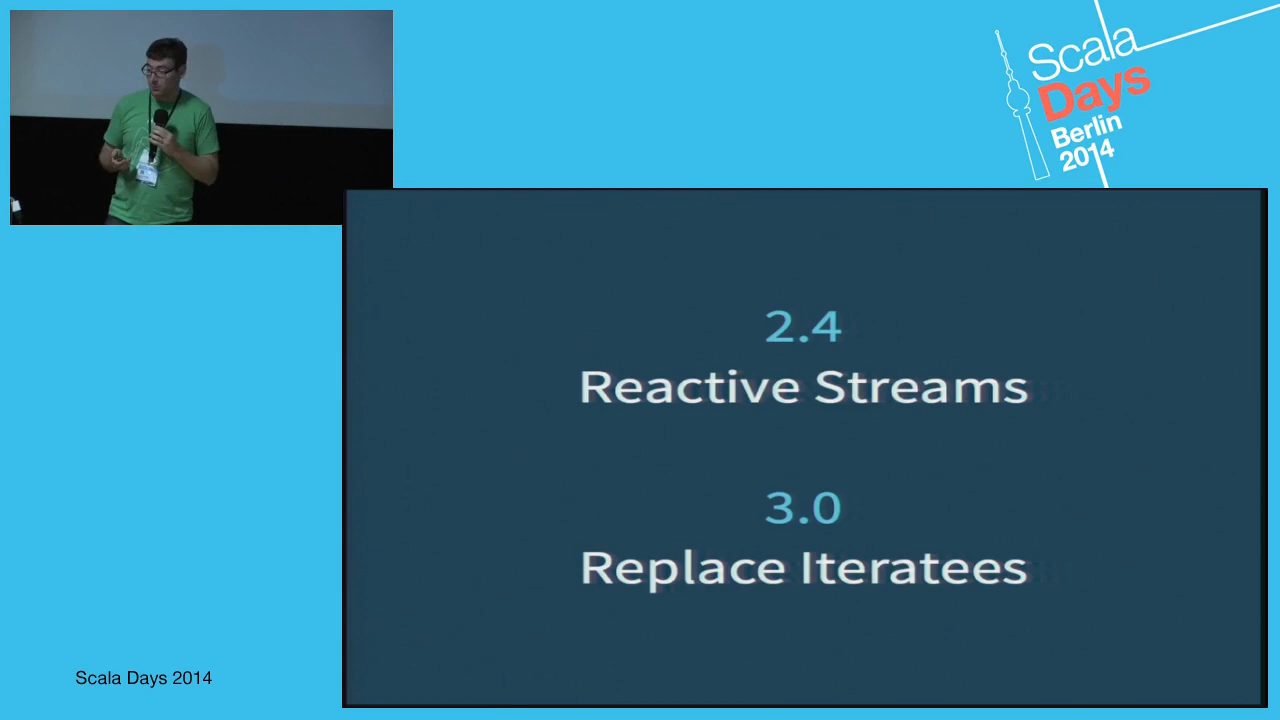 Scala
Days
Berlin
2014
2.4
Reactive Streams
3.0
Replace Iteratees
Scala Days 2014